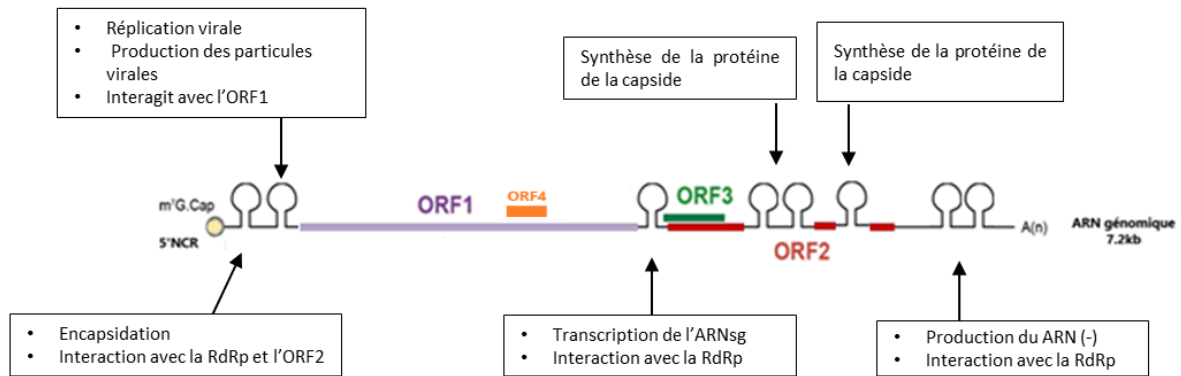 • Réplication virale
• Production des particules
virales
• Interagit avec l'ORF1
Synthèse de la protéine
de la capside
Synthèse de la protéine de
la capside
m⁷G.Cap
5'NCR
ORF1
ORF4
ORF3
ORF2
A(n)
ARN génomique
7.2kb
• Encapsidation
• Interaction avec la RdRp et l'ORF2
• Transcription de l'ARNsg
• Interaction avec la RdRp
• Production du ARN (-)
• Interaction avec la RdRp